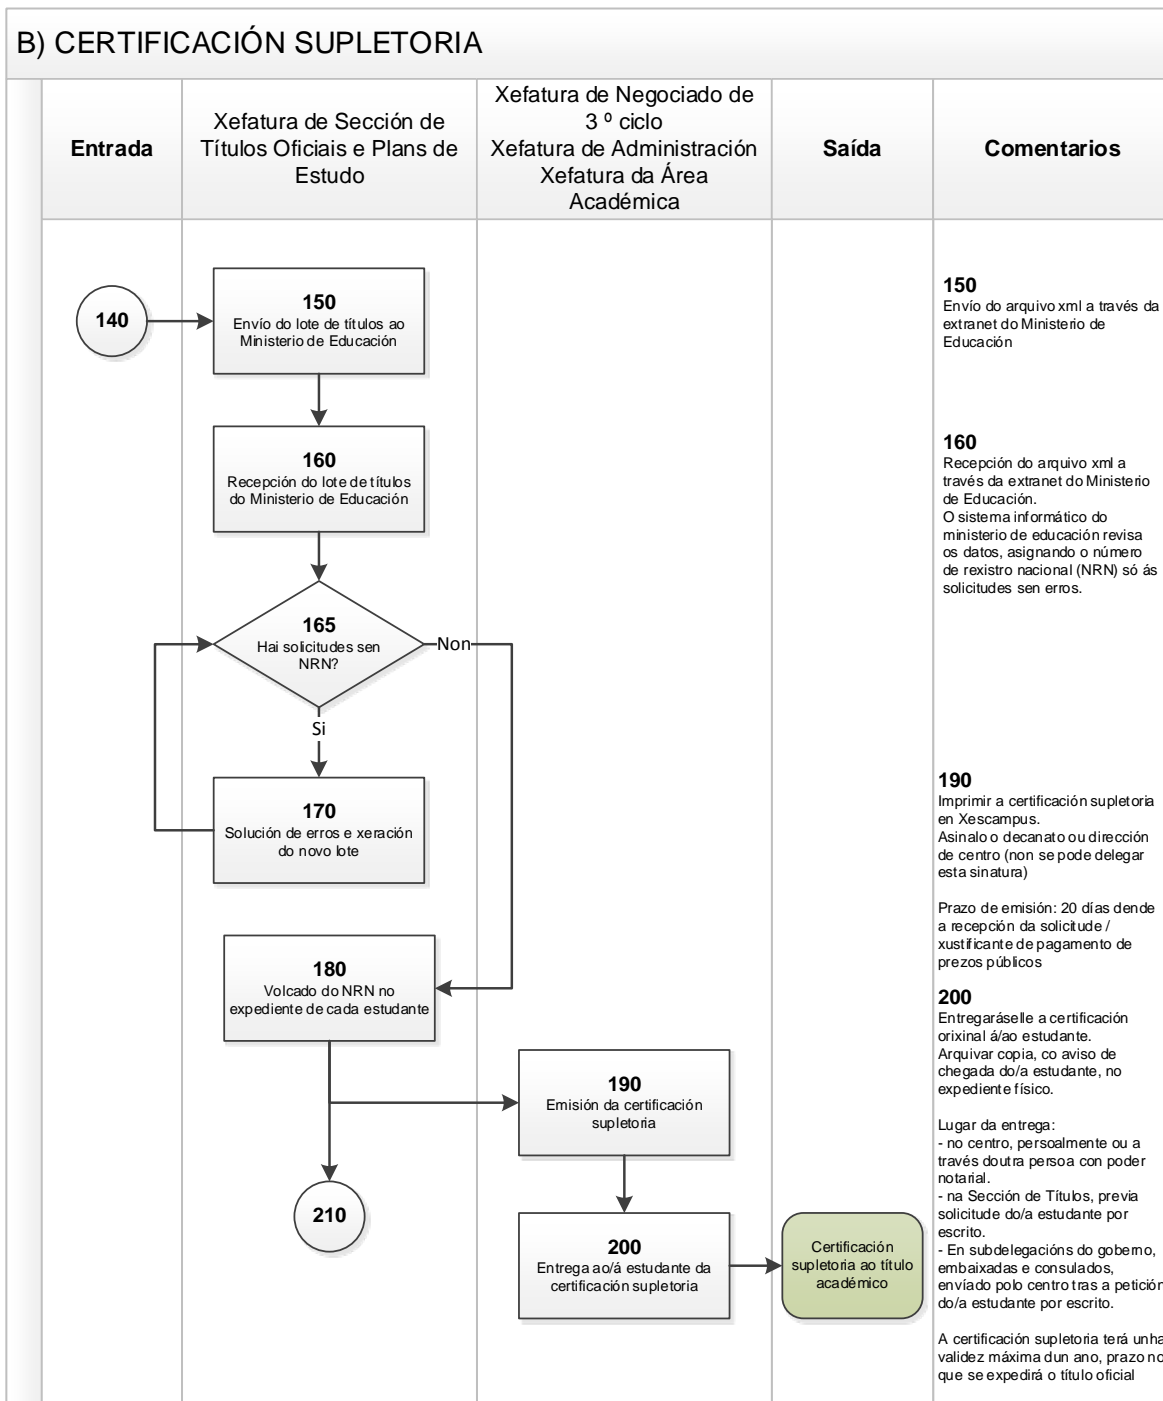 B) CERTIFICACIÓN SUPLETORIA
Entrada
Xefatura de Sección de
Títulos Oficiais e Plans de
Estudo
Xefatura de Negociado de
3 º ciclo
Xefatura de Administración
Xefatura da Área
Académica
Saída
Comentarios
140
150
Envío do lote de títulos ao
Ministerio de Educación
160
Recepción do lote de títulos
do Ministerio de Educación
165
Hai solicitudes sen
NRN?
Non
Si
170
Solución de erros e xeración
do novo lote
180
Volcado do NRN no
expediente de cada estudante
190
Emisión da certificación
supletoria
210
200
Entrega ao/á estudante da
certificación supletoria
Certificación
supletoria ao título
académico
150
Envío do arquivo xml a través da
extranet do Ministerio de
Educación
160
Recepción do arquivo xml a
través da extranet do Ministerio
de Educación.
O sistema informático do
ministerio de educación revisa
os datos, asignando o número
de rexistro nacional (NRN) só ás
solicitudes sen erros.
190
Imprimir a certificación supletoria
en Xescampus.
Asinalo o decanato ou dirección
de centro (non se pode delegar
esta sinatura)
Prazo de emisión: 20 días dende
a recepción da solicitude /
xustificante de pagamento de
prezos públicos
200
Entregaráselle a certificación
orixinal á/ao estudante.
Arquivar copia, co aviso de
chegada do/a estudante, no
expediente físico.
Lugar da entrega:
- no centro, persoalmente ou a
través doutra persoa con poder
notarial.
- na Sección de Títulos, previa
solicitude do/a estudante por
escrito.
- En subdelegacións do goberno,
embaixadas e consulados,
envíado polo centro tras a petición
do/a estudante por escrito.
A certificación supletoria terá unha
validez máxima dun ano, prazo no
que se expedirá o título oficial